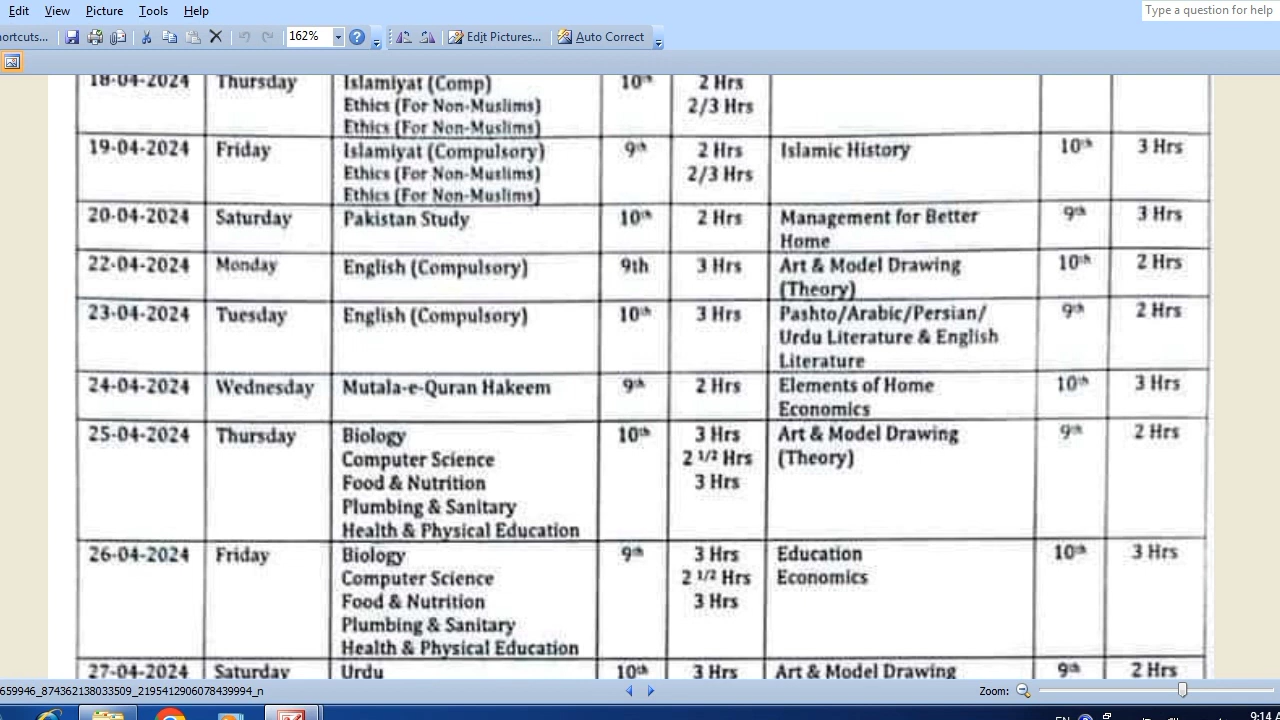 Edit View Picture Tools Help Type a question for help
ortcuts... 162% Edit Pictures... Auto Correct
18-04-2024 Thursday Islamiyat (Comp) 10th 2 Hrs
Ethics (For Non-Muslims) 2/3 Hrs
Ethics (For Non-Muslims)
19-04-2024 Friday Islamiyat (Compulsory) 9th 2 Hrs Islamic History 10th 3 Hrs
Ethics (For Non-Muslims) 2/3 Hrs
Ethics (For Non-Muslims)
20-04-2024 Saturday Pakistan Study 10th 2 Hrs Management for Better 9th 3 Hrs
Home
22-04-2024 Monday English (Compulsory) 9th 3 Hrs Art & Model Drawing 10th 2 Hrs
(Theory)
23-04-2024 Tuesday English (Compulsory) 10th 3 Hrs Pashto/Arabic/Persian/ 9th 2 Hrs
Urdu Literature & English
Literature
24-04-2024 Wednesday Mutala-e-Quran Hakeem 9th 2 Hrs Elements of Home 10th 3 Hrs
Economics
25-04-2024 Thursday Biology 10th 3 Hrs Art & Model Drawing 9th 2 Hrs
Computer Science 2 1/2 Hrs (Theory)
Food & Nutrition 3 Hrs
Plumbing & Sanitary
Health & Physical Education
26-04-2024 Friday Biology 9th 3 Hrs Education 10th 3 Hrs
Computer Science 2 1/2 Hrs Economics
Food & Nutrition 3 Hrs
Plumbing & Sanitary
Health & Physical Education
27-04-2024 Saturday Urdu 10th 3 Hrs Art & Model Drawing 9th 2 Hrs
659946_874362138033509_2195412906078439994_n Zoom:
EN 9:14